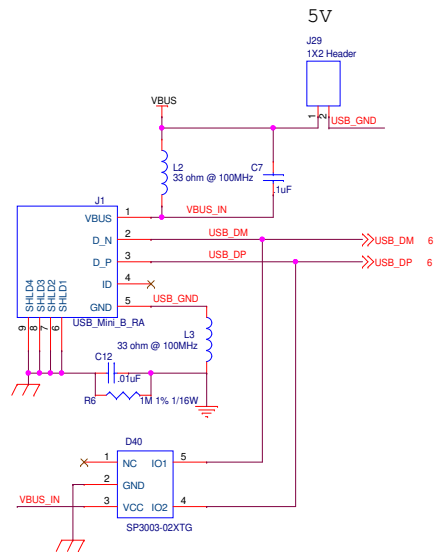 5V
J29
1X2 Header
1
2
USB_GND
VBUS
L2
33 ohm @ 100MHz
C7
.1uF
J1
VBUS 1 VBUS_IN
D_N 2 USB_DM USB_DM 6
D_P 3 USB_DP USB_DP 6
ID 4
GND 5 USB_GND
SHLD4
SHLD3
SHLD2
SHLD1
9
8
7
6
USB_Mini_B_RA
L3
33 ohm @ 100MHz
C12
.01uF
R6 1M 1% 1/16W
D40
1 NC IO1 5
2 GND
VBUS_IN 3 VCC IO2 4
SP3003-02XTG